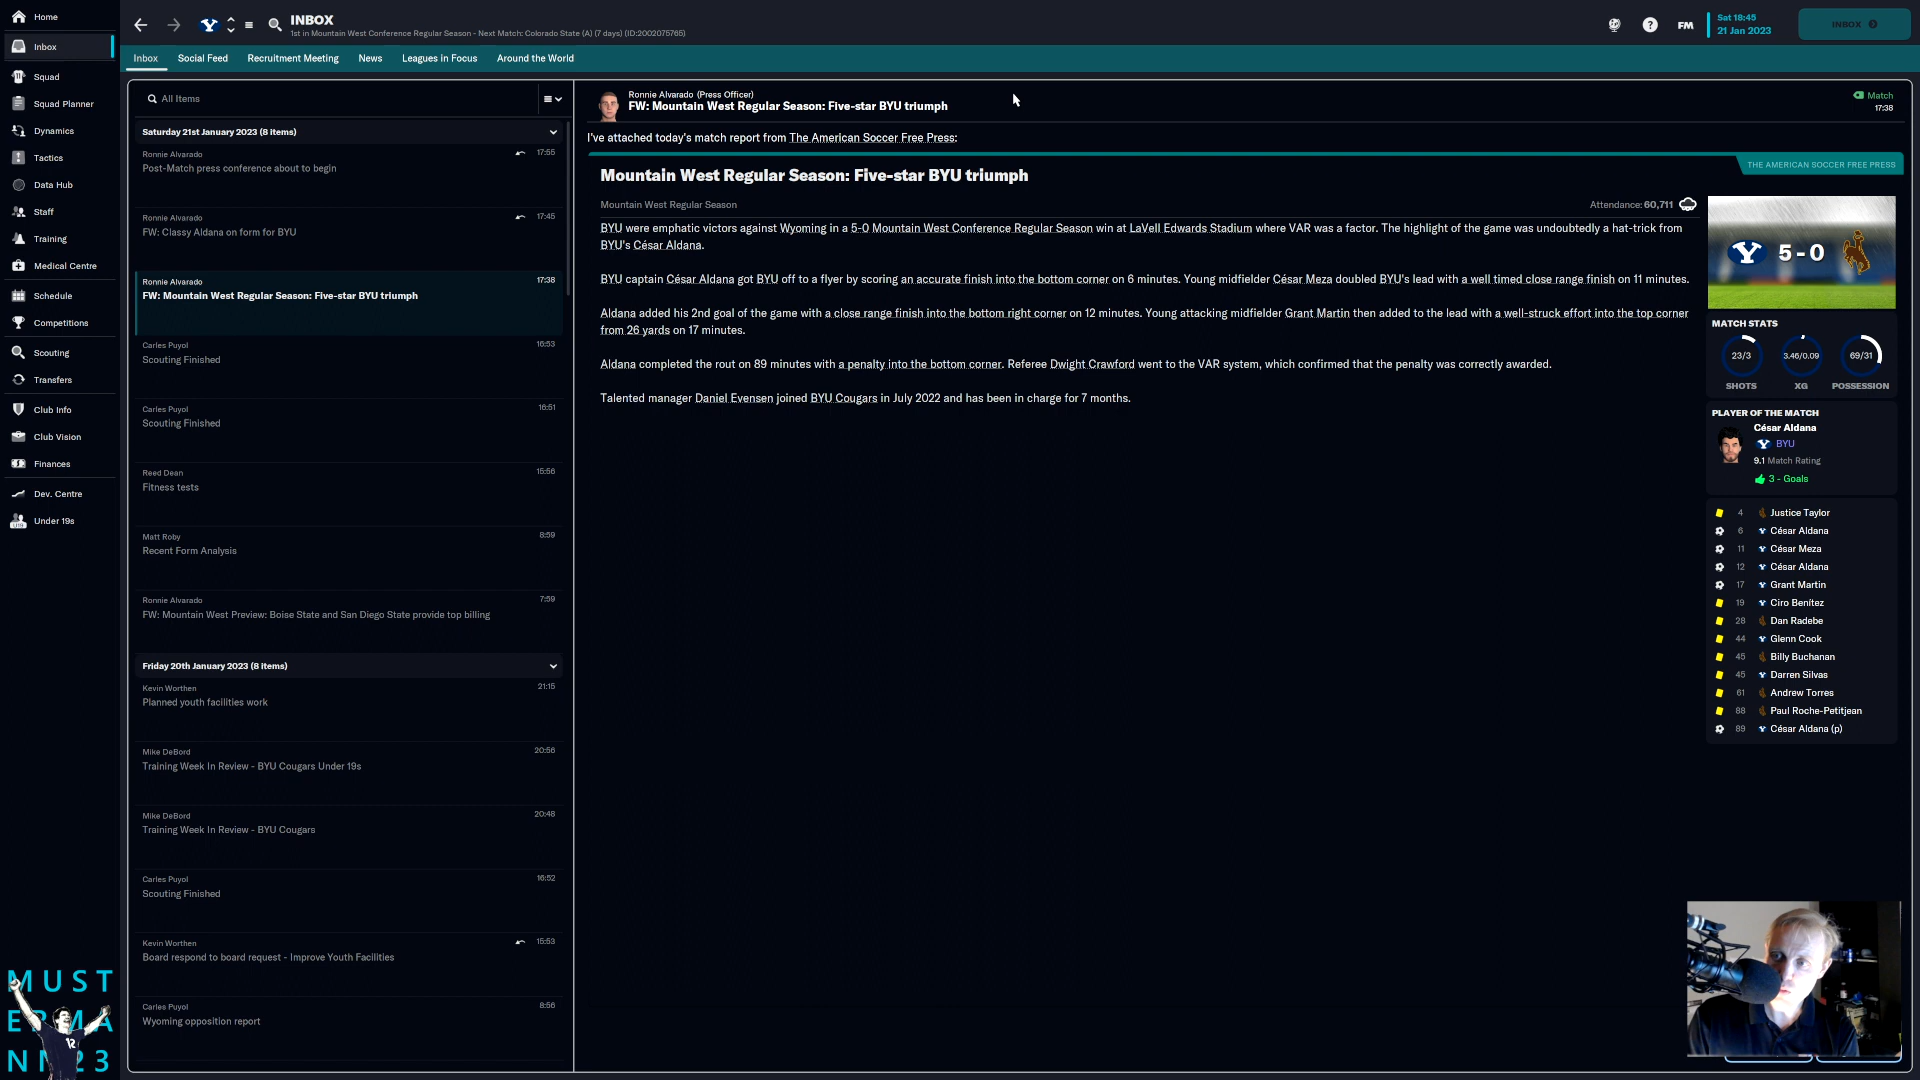 Home
Inbox
Squad
Squad Planner
Dynamics
Tactics
Data Hub
Staff
Training
Medical Centre
Schedule
Competitions
Scouting
Transfers
Club Info
Club Vision
Finances
Dev. Centre
Under 19s
MUST
ERMA
NN23
INBOX
1st in Mountain West Conference Regular Season - Next Match: Colorado State (A) (7 days) (ID:2002075765)
FM
Sat 18:45
21 Jan 2023
INBOX
Inbox
Social Feed
Recruitment Meeting
News
Leagues in Focus
Around the World
All Items
Saturday 21st January 2023 (8 items)
Ronnie Alvarado 17:55
Post-Match press conference about to begin
Ronnie Alvarado 17:45
FW: Classy Aldana on form for BYU
Ronnie Alvarado 17:38
FW: Mountain West Regular Season: Five-star BYU triumph
Carles Puyol 16:53
Scouting Finished
Carles Puyol 16:51
Scouting Finished
Reed Dean 15:56
Fitness tests
Matt Roby 8:59
Recent Form Analysis
Ronnie Alvarado 7:59
FW: Mountain West Preview: Boise State and San Diego State provide top billing
Friday 20th January 2023 (8 items)
Kevin Worthen 21:15
Planned youth facilities work
Mike DeBord 20:56
Training Week In Review - BYU Cougars Under 19s
Mike DeBord 20:48
Training Week In Review - BYU Cougars
Carles Puyol 16:52
Scouting Finished
Kevin Worthen 15:53
Board respond to board request - Improve Youth Facilities
Carles Puyol 8:56
Wyoming opposition report
Ronnie Alvarado (Press Officer)
FW: Mountain West Regular Season: Five-star BYU triumph
Match
17:38
I've attached today's match report from The American Soccer Free Press:
THE AMERICAN SOCCER FREE PRESS
Mountain West Regular Season: Five-star BYU triumph
Mountain West Regular Season
Attendance: 60,711
BYU were emphatic victors against Wyoming in a 5-0 Mountain West Conference Regular Season win at LaVell Edwards Stadium where VAR was a factor. The highlight of the game was undoubtedly a hat-trick from
BYU's César Aldana.
BYU captain César Aldana got BYU off to a flyer by scoring an accurate finish into the bottom corner on 6 minutes. Young midfielder César Meza doubled BYU's lead with a well timed close range finish on 11 minutes.
Aldana added his 2nd goal of the game with a close range finish into the bottom right corner on 12 minutes. Young attacking midfielder Grant Martin then added to the lead with a well-struck effort into the top corner
from 26 yards on 17 minutes.
Aldana completed the rout on 89 minutes with a penalty into the bottom corner. Referee Dwight Crawford went to the VAR system, which confirmed that the penalty was correctly awarded.
Talented manager Daniel Evensen joined BYU Cougars in July 2022 and has been in charge for 7 months.
5 - 0
MATCH STATS
23/3
3.46/0.09
69/31
SHOTS
XG
POSSESSION
PLAYER OF THE MATCH
César Aldana
BYU
9.1 Match Rating
3 - Goals
4 Justice Taylor
6 César Aldana
11 César Meza
12 César Aldana
17 Grant Martin
19 Ciro Benítez
28 Dan Radebe
44 Glenn Cook
45 Billy Buchanan
45 Darren Silvas
61 Andrew Torres
88 Paul Roche-Petitjean
89 César Aldana (p)